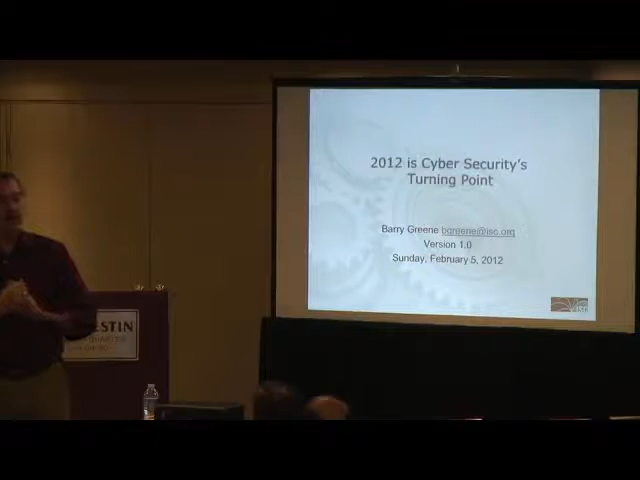 2012 is Cyber Security's
Turning Point
Barry Greene bgreene@isc.org
Version 1.0
Sunday, February 5, 2012
ESTIN